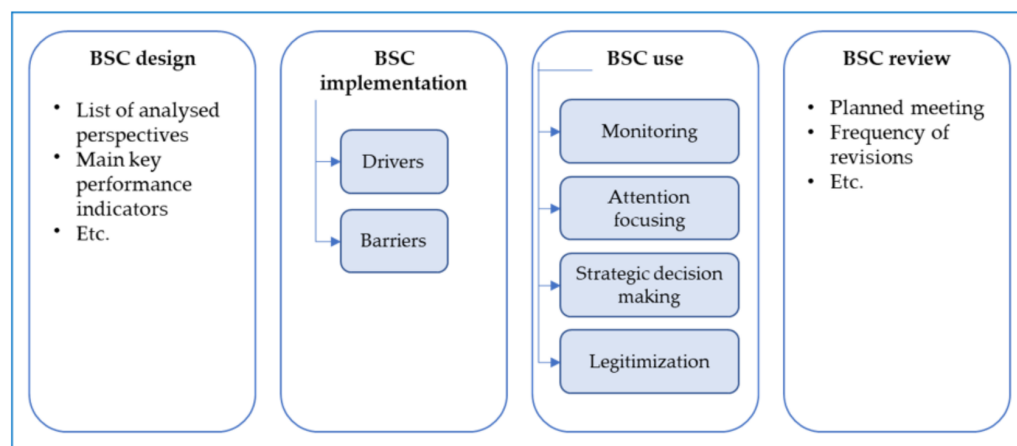 BSC design
• List of analysed
perspectives
• Main key
performance
indicators
• Etc.
BSC
implementation
Drivers
Barriers
BSC use
Monitoring
Attention
focusing
Strategic decision
making
Legitimization
BSC review
• Planned meeting
• Frequency of
revisions
• Etc.